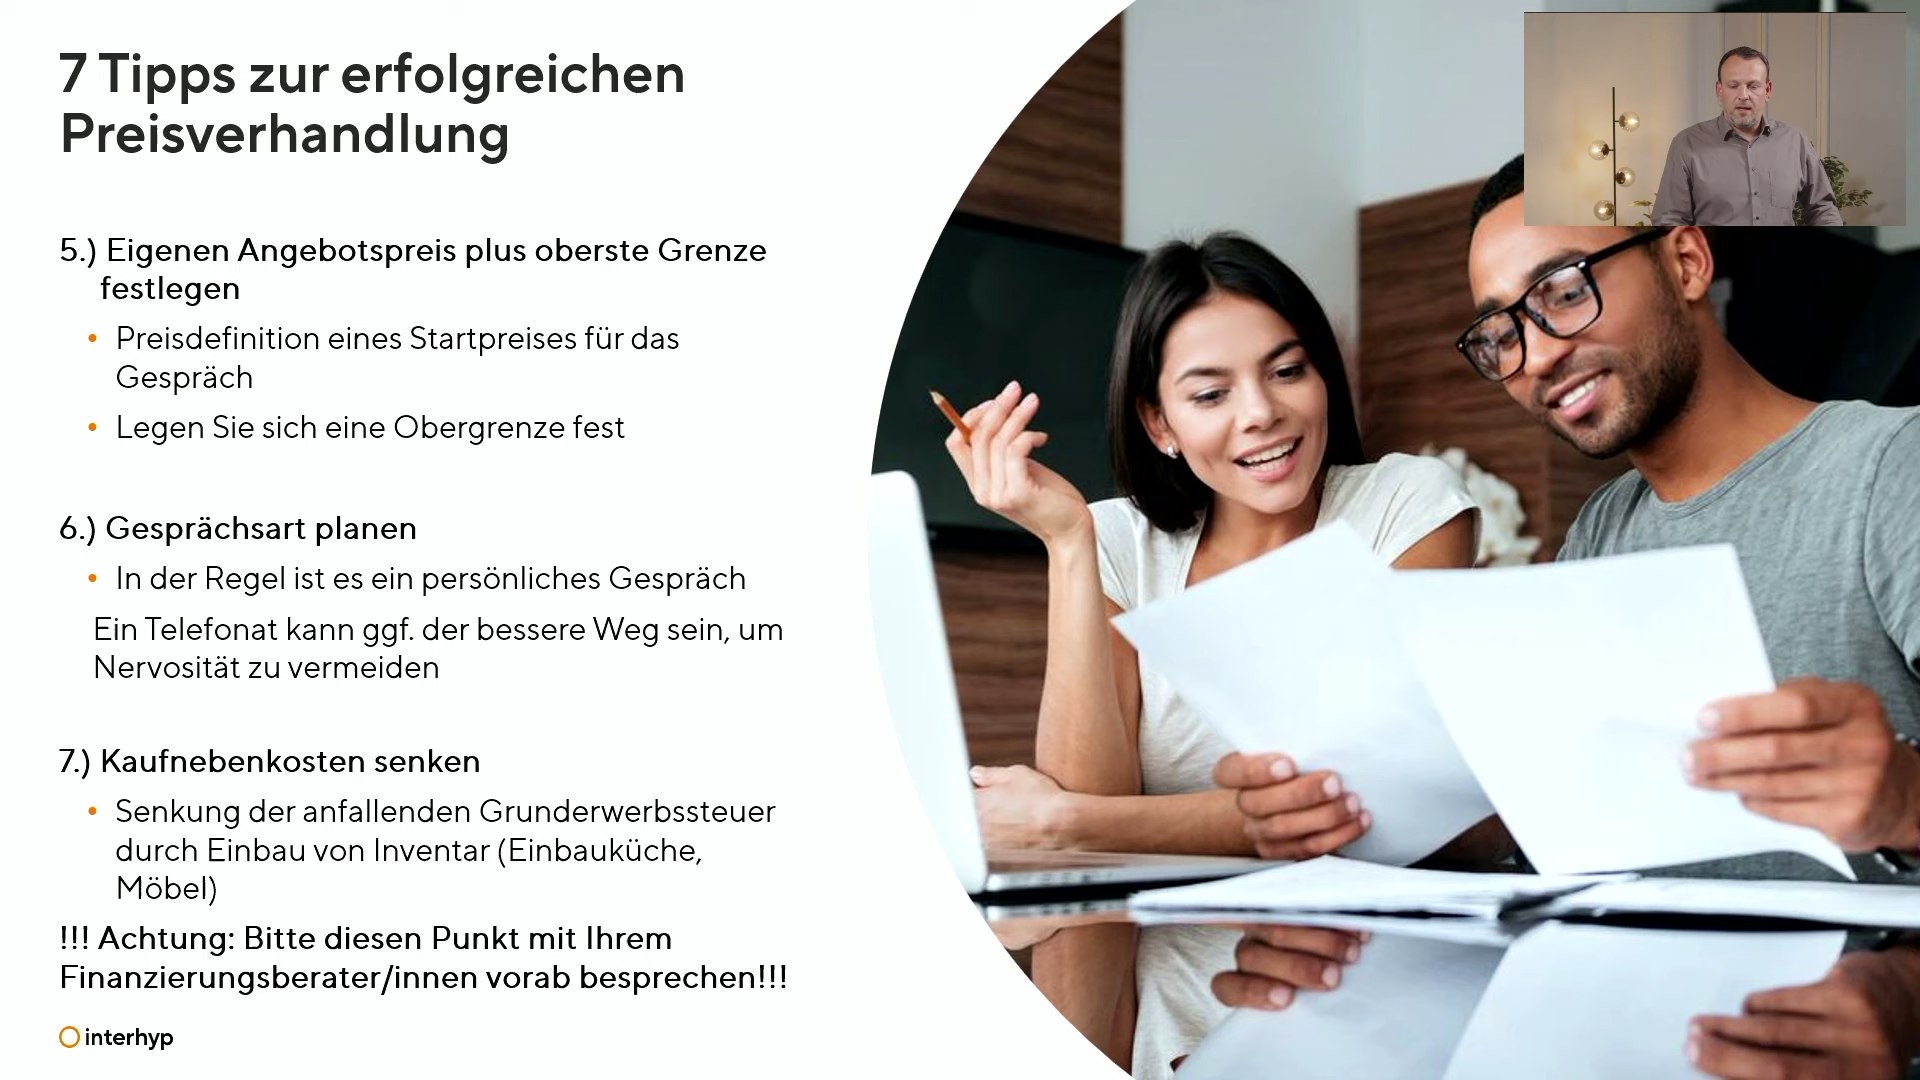 7 Tipps zur erfolgreichen
Preisverhandlung
5.) Eigenen Angebotspreis plus oberste Grenze
festlegen
• Preisdefinition eines Startpreises für das
Gespräch
• Legen Sie sich eine Obergrenze fest
6.) Gesprächsart planen
• In der Regel ist es ein persönliches Gespräch
Ein Telefonat kann ggf. der bessere Weg sein, um
Nervosität zu vermeiden
7.) Kaufnebenkosten senken
• Senkung der anfallenden Grunderwerbssteuer
durch Einbau von Inventar (Einbauküche,
Möbel)
!!! Achtung: Bitte diesen Punkt mit Ihrem
Finanzierungsberater/innen vorab besprechen!!!
interhyp